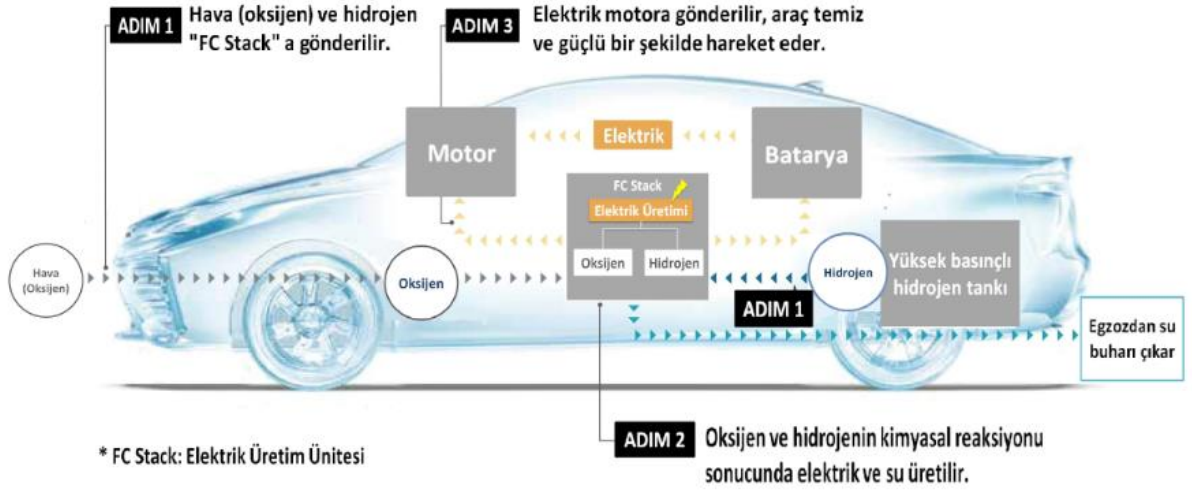 ADIM 1
Hava (oksijen) ve hidrojen
"FC Stack" a gönderilir.
ADIM 3
Elektrik motora gönderilir, araç temiz
ve güçlü bir şekilde hareket eder.
Motor
Elektrik
Batarya
FC Stack
Elektrik Üretimi
Oksijen
Hidrojen
Hava
(Oksijen)
Oksijen
Hidrojen
Yüksek basınçlı
hidrojen tankı
ADIM 1
Egzozdan su
buharı çıkar
ADIM 2
Oksijen ve hidrojenin kimyasal reaksiyonu
sonucunda elektrik ve su üretilir.
* FC Stack: Elektrik Üretim Ünitesi